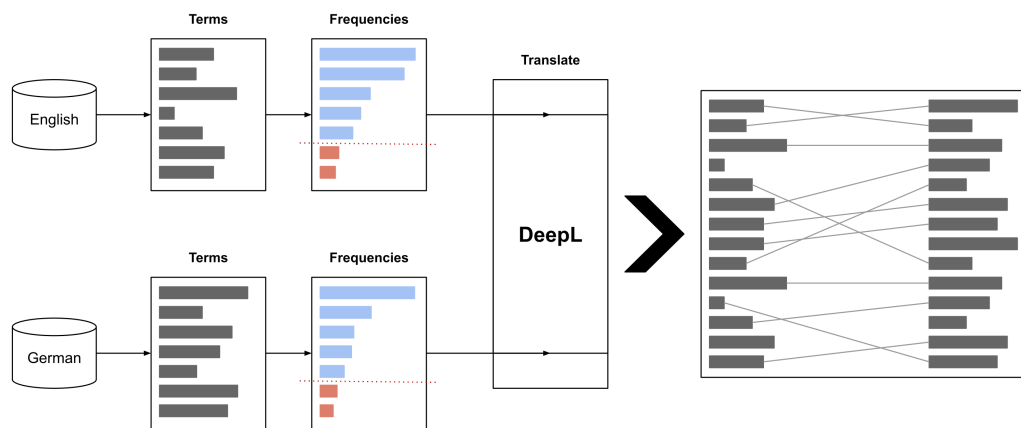 Terms
Frequencies
Translate
English
DeepL
Terms
Frequencies
German